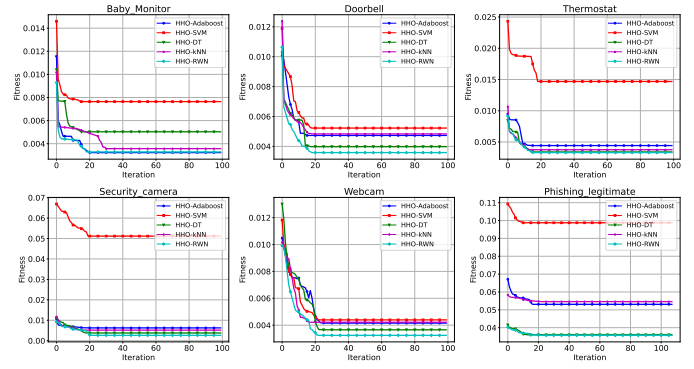 Baby_Monitor
Fitness
0.014
0.012
0.010
0.008
0.006
0.004
0 20 40 60 80 100
Iteration
HHO-Adaboost
HHO-SVM
HHO-DT
HHO-kNN
HHO-RWN
Doorbell
Fitness
0.012
0.010
0.008
0.006
0.004
0 20 40 60 80 100
Iteration
HHO-Adaboost
HHO-SVM
HHO-DT
HHO-kNN
HHO-RWN
Thermostat
Fitness
0.025
0.020
0.015
0.010
0.005
0 20 40 60 80 100
Iteration
HHO-Adaboost
HHO-SVM
HHO-DT
HHO-kNN
HHO-RWN
Security_camera
Fitness
0.07
0.06
0.05
0.04
0.03
0.02
0.01
0.00
0 20 40 60 80 100
Iteration
HHO-Adaboost
HHO-SVM
HHO-DT
HHO-kNN
HHO-RWN
Webcam
Fitness
0.012
0.010
0.008
0.006
0.004
0 20 40 60 80 100
Iteration
HHO-Adaboost
HHO-SVM
HHO-DT
HHO-kNN
HHO-RWN
Phishing_legitimate
Fitness
0.11
0.10
0.09
0.08
0.07
0.06
0.05
0.04
0 20 40 60 80 100
Iteration
HHO-Adaboost
HHO-SVM
HHO-DT
HHO-kNN
HHO-RWN